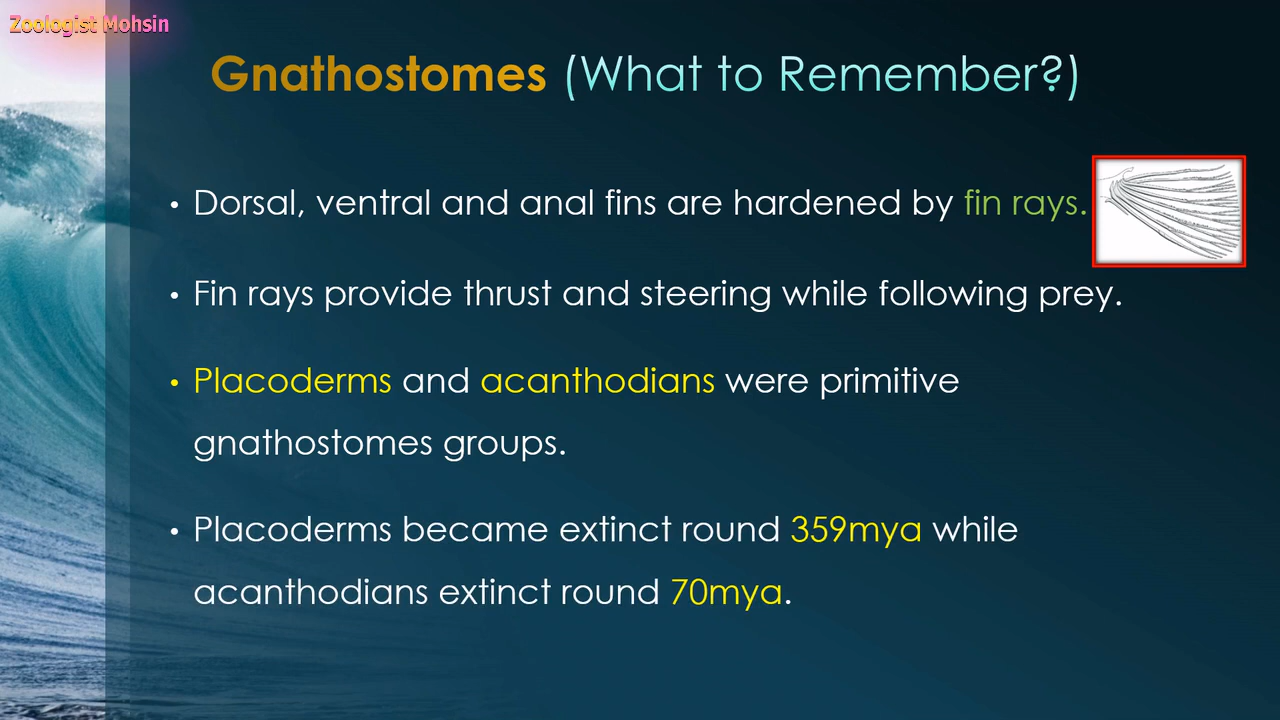 Zoologist Mohsin
Gnathostomes (What to Remember?)
• Dorsal, ventral and anal fins are hardened by fin rays.
• Fin rays provide thrust and steering while following prey.
• Placoderms and acanthodians were primitive
gnathostomes groups.
• Placoderms became extinct round 359mya while
acanthodians extinct round 70mya.